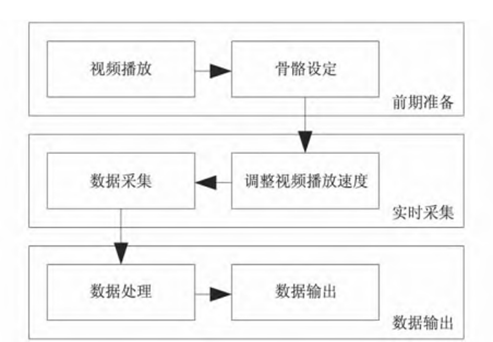 视频播放
骨骼设定
前期准备
数据采集
调整视频播放速度
实时采集
数据处理
数据输出
数据输出